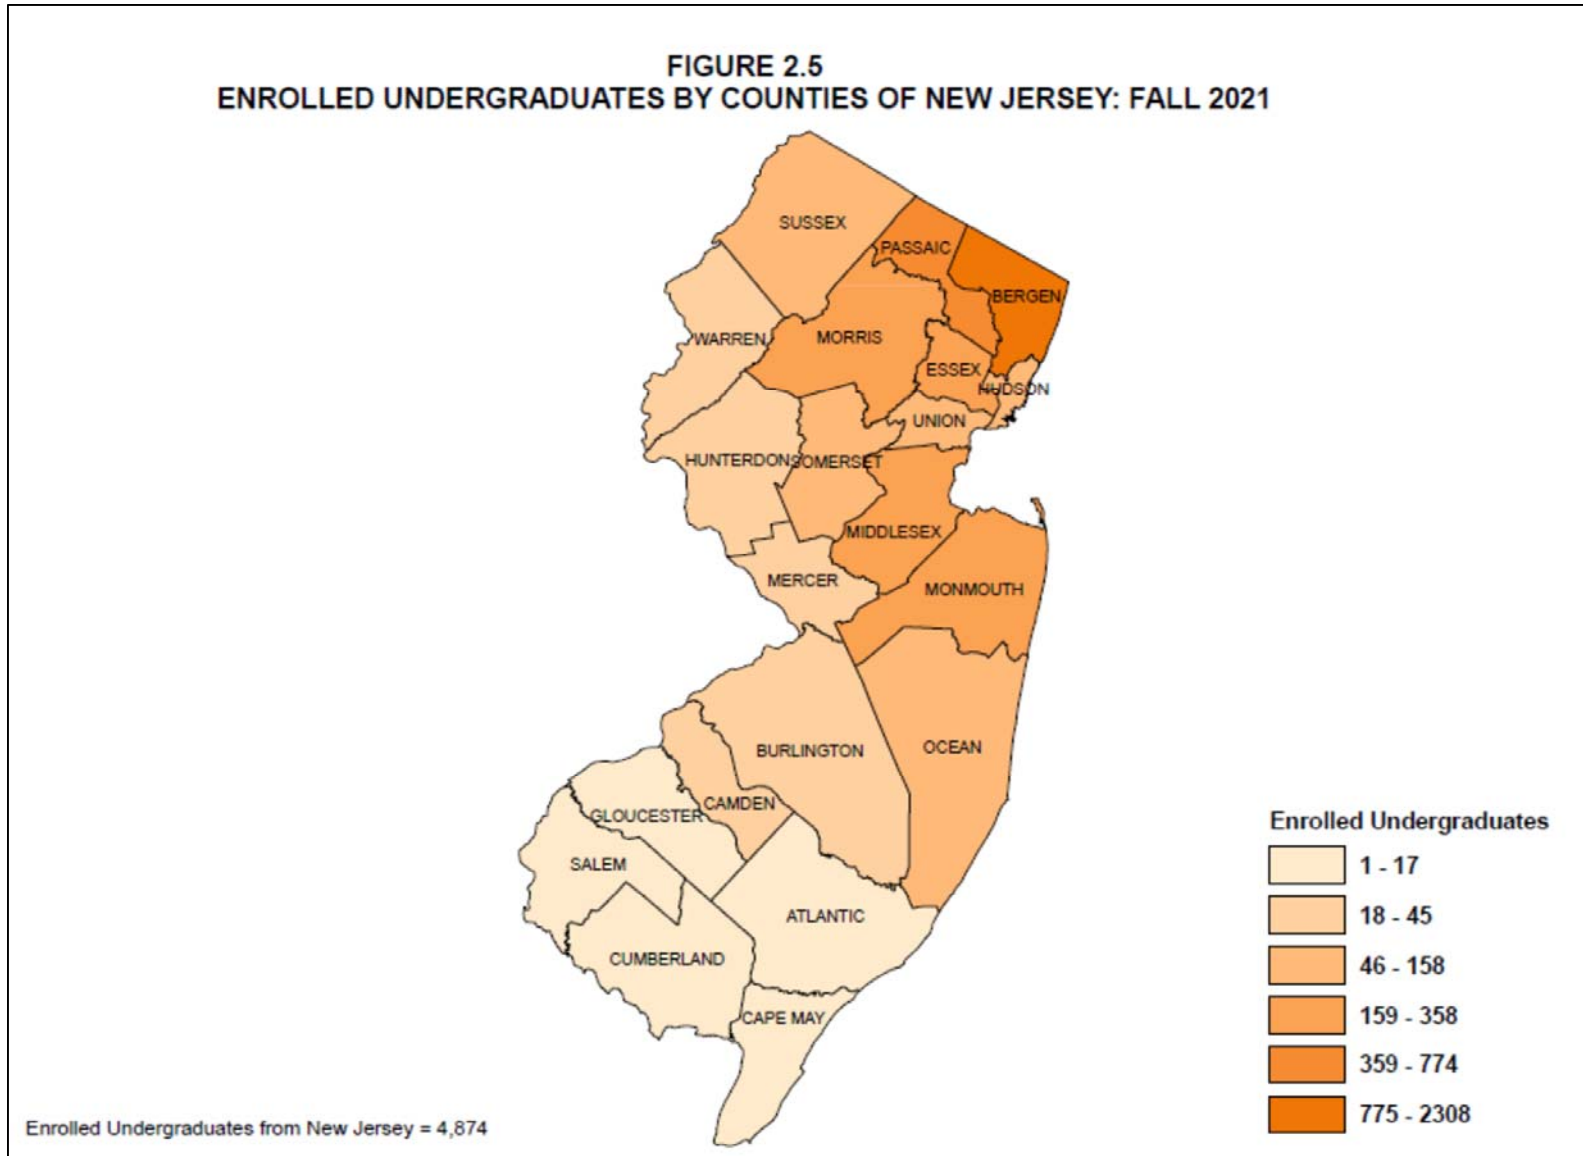 FIGURE 2.5
ENROLLED UNDERGRADUATES BY COUNTIES OF NEW JERSEY: FALL 2021
SUSSEX
PASSAIC
BERGEN
WARREN
MORRIS
ESSEX
HUDSON
UNION
HUNTERDON
SOMERSET
MIDDLESEX
MERCER
MONMOUTH
BURLINGTON
OCEAN
CAMDEN
GLOUCESTER
SALEM
ATLANTIC
CUMBERLAND
CAPE MAY
Enrolled Undergraduates
1 - 17
18 - 45
46 - 158
159 - 358
359 - 774
775 - 2308
Enrolled Undergraduates from New Jersey = 4,874